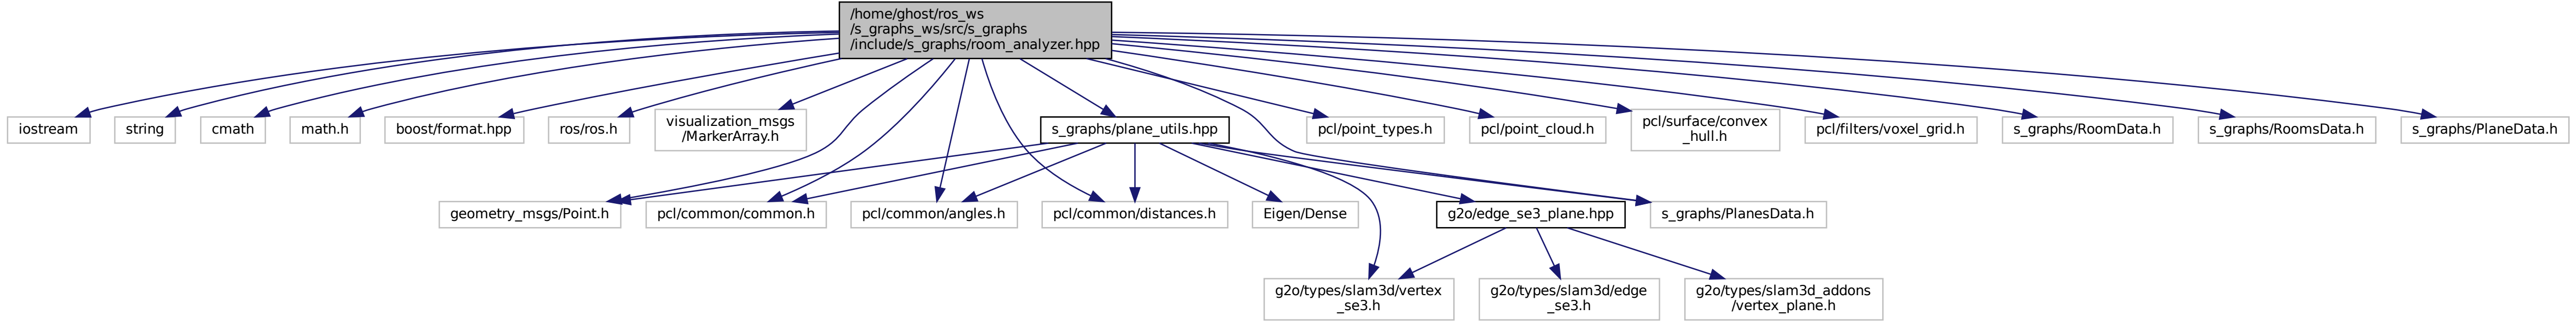 /home/ghost/ros_ws
/s_graphs_ws/src/s_graphs
/include/s_graphs/room_analyzer.hpp
iostream
string
cmath
math.h
boost/format.hpp
ros/ros.h
visualization_msgs
/MarkerArray.h
s_graphs/plane_utils.hpp
pcl/point_types.h
pcl/point_cloud.h
pcl/surface/convex
_hull.h
pcl/filters/voxel_grid.h
s_graphs/RoomData.h
s_graphs/RoomsData.h
s_graphs/PlaneData.h
geometry_msgs/Point.h
pcl/common/common.h
pcl/common/angles.h
pcl/common/distances.h
Eigen/Dense
g2o/edge_se3_plane.hpp
s_graphs/PlanesData.h
g2o/types/slam3d/vertex
_se3.h
g2o/types/slam3d/edge
_se3.h
g2o/types/slam3d_addons
/vertex_plane.h